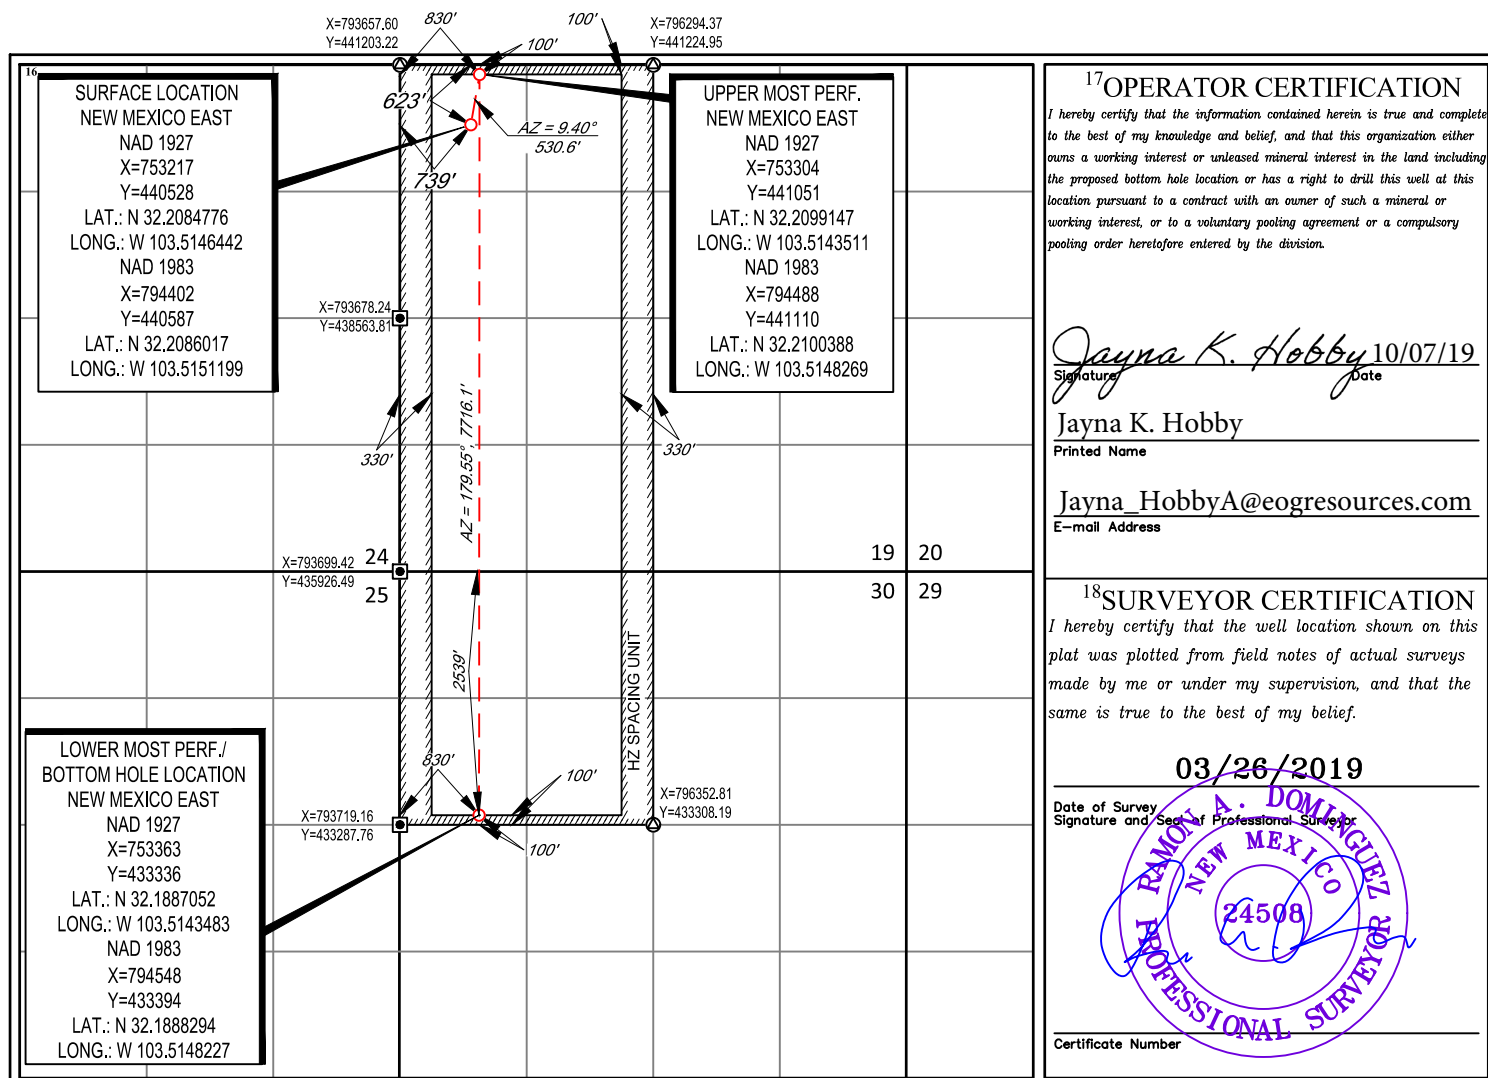 X=793657.60
Y=441203.22
830'
100'
100'
X=796294.37
Y=441224.95
16
SURFACE LOCATION
NEW MEXICO EAST
NAD 1927
X=753217
Y=440528
LAT.: N 32.2084776
LONG.: W 103.5146442
NAD 1983
X=794402
Y=440587
LAT.: N 32.2086017
LONG.: W 103.5151199
623'
739'
AZ = 9.40°
530.6'
UPPER MOST PERF.
NEW MEXICO EAST
NAD 1927
X=753304
Y=441051
LAT.: N 32.2099147
LONG.: W 103.5143511
NAD 1983
X=794488
Y=441110
LAT.: N 32.2100388
LONG.: W 103.5148269
X=793678.24
Y=438563.81
330'
AZ = 179.55°, 7716.1'
330'
X=793699.42
Y=435926.49
24
25
19
20
30
29
2539'
HZ SPACING UNIT
830'
100'
100'
X=793719.16
Y=433287.76
X=796352.81
Y=433308.19
LOWER MOST PERF./
BOTTOM HOLE LOCATION
NEW MEXICO EAST
NAD 1927
X=753363
Y=433336
LAT.: N 32.1887052
LONG.: W 103.5143483
NAD 1983
X=794548
Y=433394
LAT.: N 32.1888294
LONG.: W 103.5148227
17 OPERATOR CERTIFICATION
I hereby certify that the information contained herein is true and complete
to the best of my knowledge and belief, and that this organization either
owns a working interest or unleased mineral interest in the land including
the proposed bottom hole location or has a right to drill this well at this
location pursuant to a contract with an owner of such a mineral or
working interest, or to a voluntary pooling agreement or a compulsory
pooling order heretofore entered by the division.
Jayna K. Hobby 10/07/19
Signature Date
Jayna K. Hobby
Printed Name
Jayna_HobbyA@eogresources.com
E-mail Address
18 SURVEYOR CERTIFICATION
I hereby certify that the well location shown on this
plat was plotted from field notes of actual surveys
made by me or under my supervision, and that the
same is true to the best of my belief.
03/26/2019
Date of Survey
Signature and Seal of Professional Surveyor
RAMON A. DOMINGUEZ
NEW MEXICO
24508
PROFESSIONAL SURVEYOR
Certificate Number